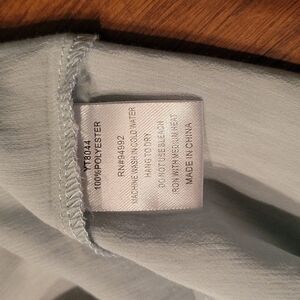 T8044
100%POLYESTER
RN#94992
MACHINE WASH IN COLD WATER
HANG TO DRY
DO NOT USE BLEACH
IRON WITH MEDIUM HEAT
MADE IN CHINA